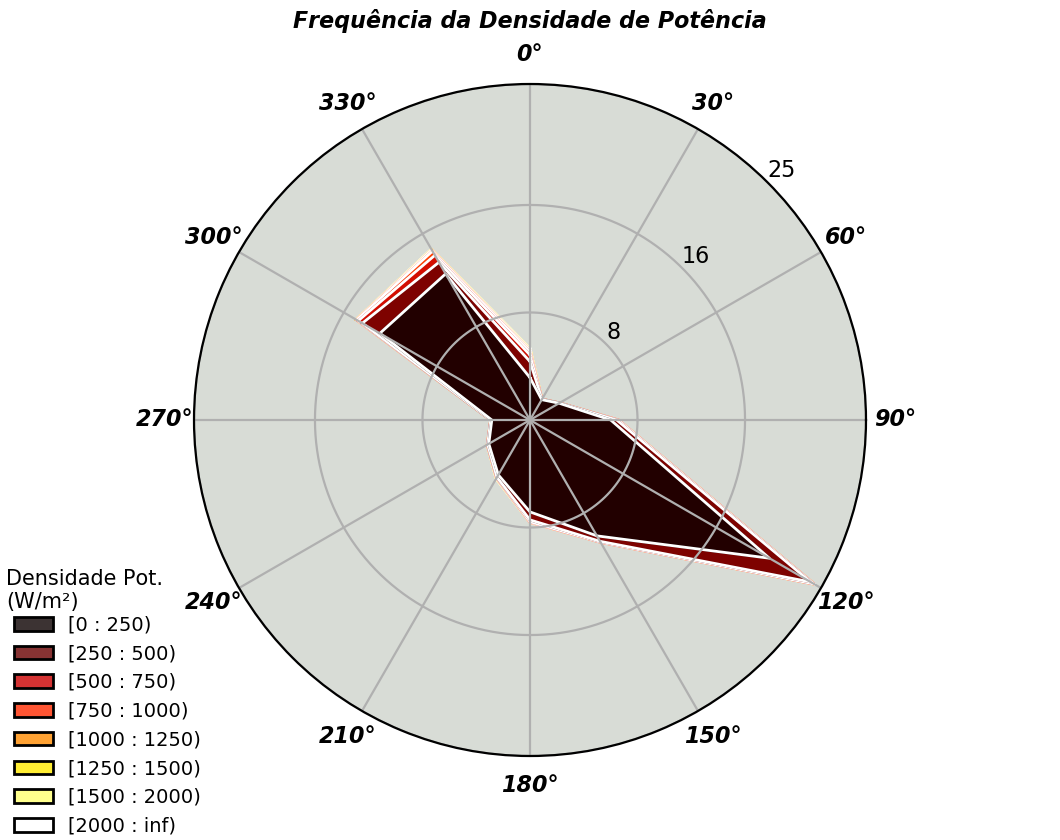 Frequência da Densidade de Potência
0°
330°
30°
25
300°
60°
16
8
270°
90°
240°
120°
210°
150°
180°
Densidade Pot.
(W/m²)
[0 : 250)
[250 : 500)
[500 : 750)
[750 : 1000)
[1000 : 1250)
[1250 : 1500)
[1500 : 2000)
[2000 : inf)